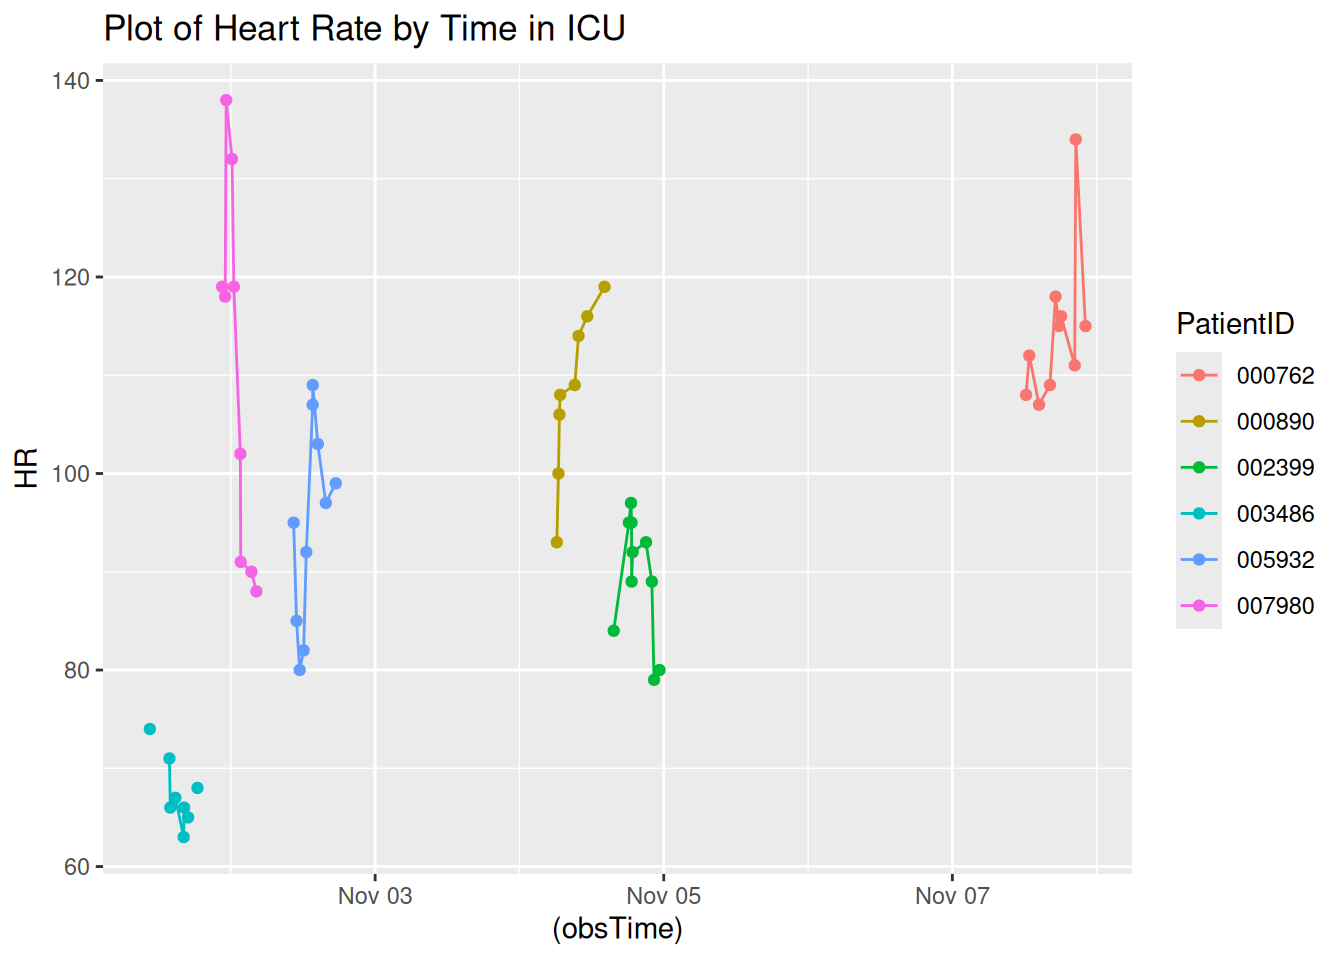 Plot of Heart Rate by Time in ICU
140
120
100
80
60
HR
Nov 03
Nov 05
Nov 07
(obsTime)
PatientID
000762
000890
002399
003486
005932
007980